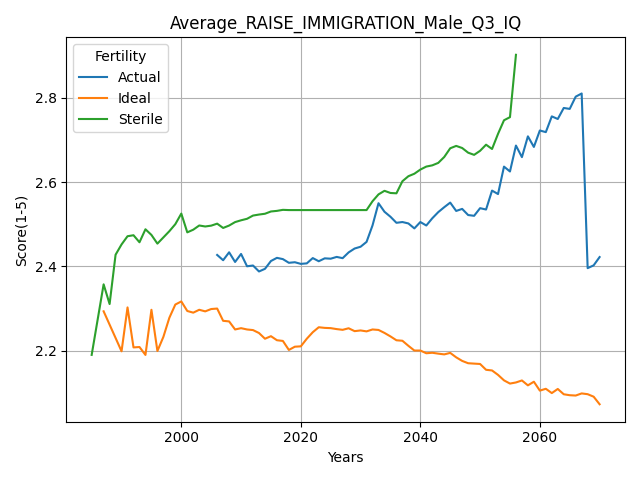 Average_RAISE_IMMIGRATION_Male_Q3_IQ
Fertility
Actual
Ideal
Sterile
Score(1-5)
2.8
2.6
2.4
2.2
2000
2020
2040
2060
Years